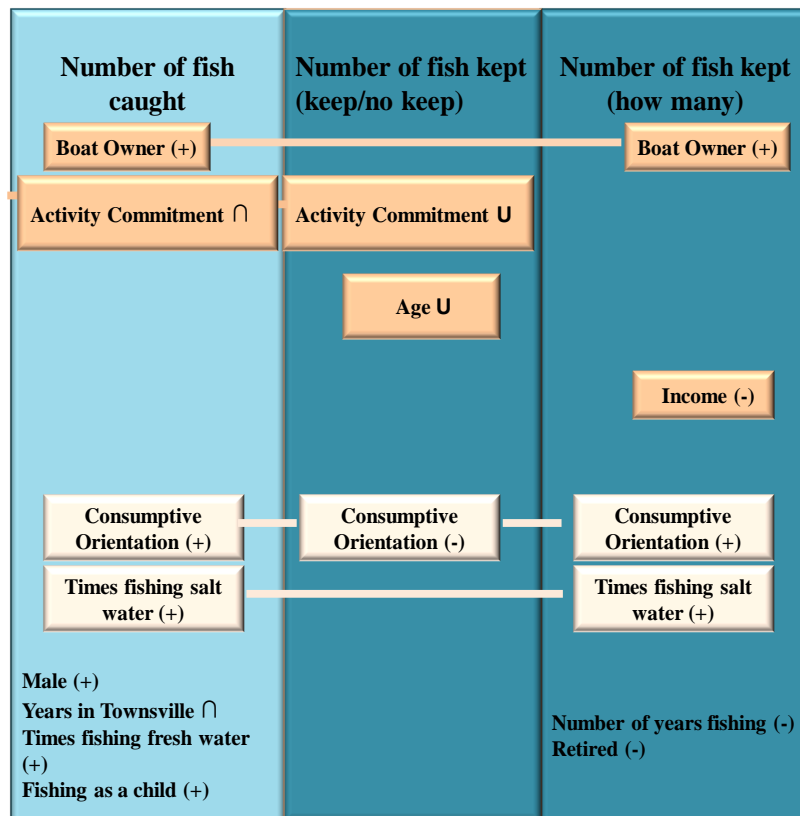 Number of fish
caught
Boat Owner (+)
Activity Commitment ∩
Consumptive
Orientation (+)
Times fishing salt
water (+)
Male (+)
Years in Townsville ∩
Times fishing fresh water
(+)
Fishing as a child (+)
Number of fish kept
(keep/no keep)
Activity Commitment U
Age U
Consumptive
Orientation (-)
Number of fish kept
(how many)
Boat Owner (+)
Income (-)
Consumptive
Orientation (+)
Times fishing salt
water (+)
Number of years fishing (-)
Retired (-)